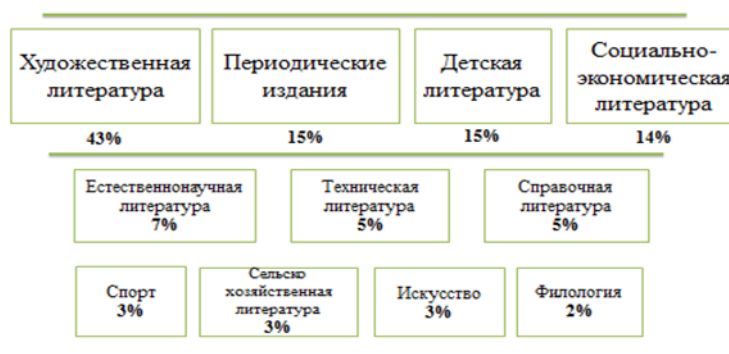 Художественная
литература
43%
Периодические
издания
15%
Детская
литература
15%
Социально-
экономическая
литература
14%
Естественнонаучная
литература
7%
Техническая
литература
5%
Справочная
литература
5%
Спорт
3%
Сельско
хозяйственная
литература
3%
Искусство
3%
Филология
2%